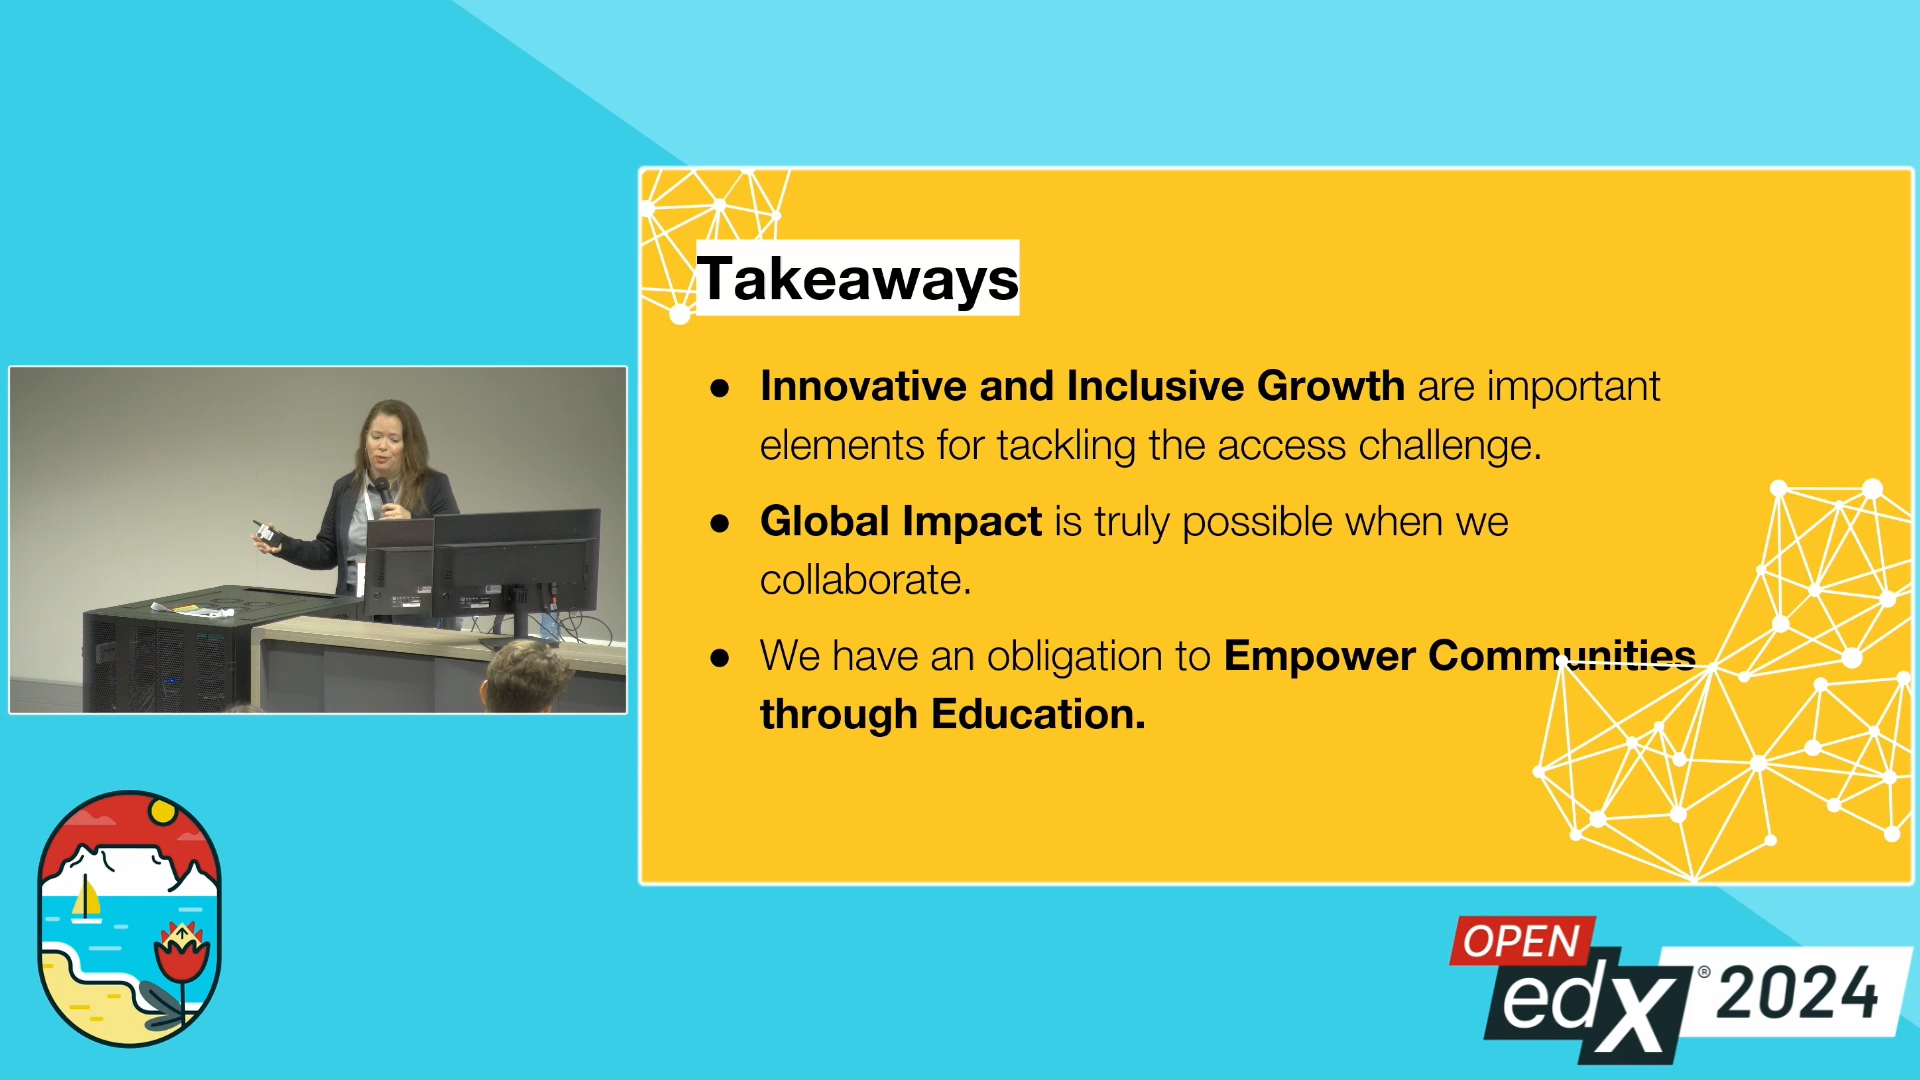 Takeaways
● Innovative and Inclusive Growth are important
elements for tackling the access challenge.
● Global Impact is truly possible when we
collaborate.
● We have an obligation to Empower Communities
through Education.
OPEN
edX® 2024